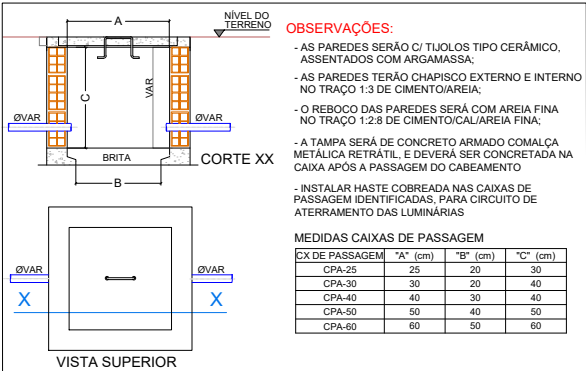 A
NÍVEL DO
TERRENO
C
VAR
ØVAR
ØVAR
BRITA
CORTE XX
B
ØVAR
ØVAR
X
X
VISTA SUPERIOR
OBSERVAÇÕES:
- AS PAREDES SERÃO C/ TIJOLOS TIPO CERÂMICO,
ASSENTADOS COM ARGAMASSA;
- AS PAREDES TERÃO CHAPISCO EXTERNO E INTERNO
NO TRAÇO 1:3 DE CIMENTO/AREIA;
- O REBOCO DAS PAREDES SERÁ COM AREIA FINA
NO TRAÇO 1:2:8 DE CIMENTO/CAL/AREIA FINA;
- A TAMPA SERÁ DE CONCRETO ARMADO COMALÇA
METÁLICA RETRÁTIL, E DEVERÁ SER CONCRETADA NA
CAIXA APÓS A PASSAGEM DO CABEAMENTO
- INSTALAR HASTE COBREADA NAS CAIXAS DE
PASSAGEM IDENTIFICADAS, PARA CIRCUITO DE
ATERRAMENTO DAS LUMINÁRIAS
MEDIDAS CAIXAS DE PASSAGEM
CX DE PASSAGEM "A" (cm) "B" (cm) "C" (cm)
CPA-25 25 20 30
CPA-30 30 20 40
CPA-40 40 30 40
CPA-50 50 40 50
CPA-60 60 50 60